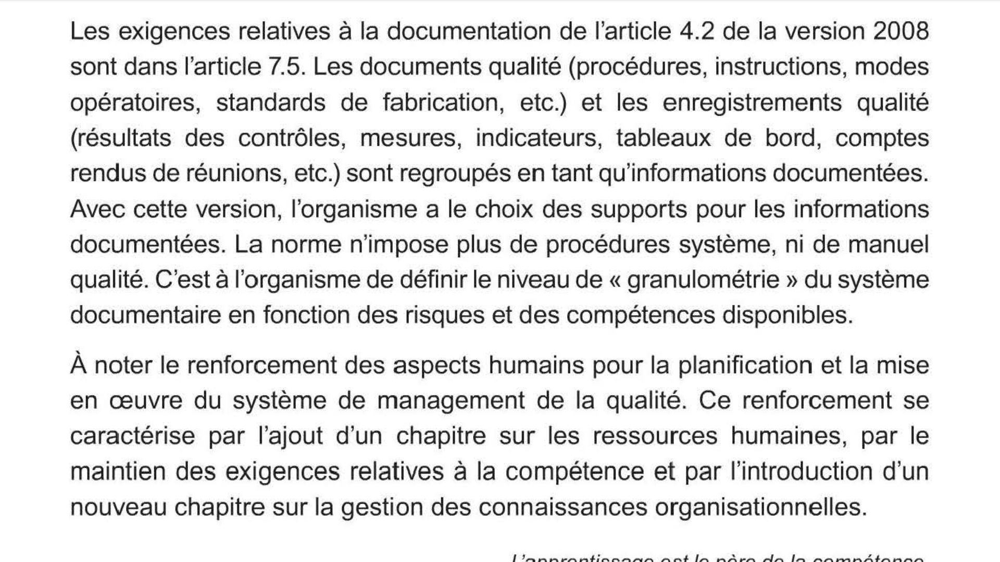 Les exigences relatives à la documentation de l’article 4.2 de la version 2008
sont dans l’article 7.5. Les documents qualité (procédures, instructions, modes
opératoires, standards de fabrication, etc.) et les enregistrements qualité
(résultats des contrôles, mesures, indicateurs, tableaux de bord, comptes
rendus de réunions, etc.) sont regroupés en tant qu’informations documentées.
Avec cette version, l’organisme a le choix des supports pour les informations
documentées. La norme n’impose plus de procédures système, ni de manuel
qualité. C’est à l’organisme de définir le niveau de « granulométrie » du système
documentaire en fonction des risques et des compétences disponibles.
À noter le renforcement des aspects humains pour la planification et la mise
en œuvre du système de management de la qualité. Ce renforcement se
caractérise par l’ajout d’un chapitre sur les ressources humaines, par le
maintien des exigences relatives à la compétence et par l’introduction d’un
nouveau chapitre sur la gestion des connaissances organisationnelles.
L’apprentissage est le père de la compétence.